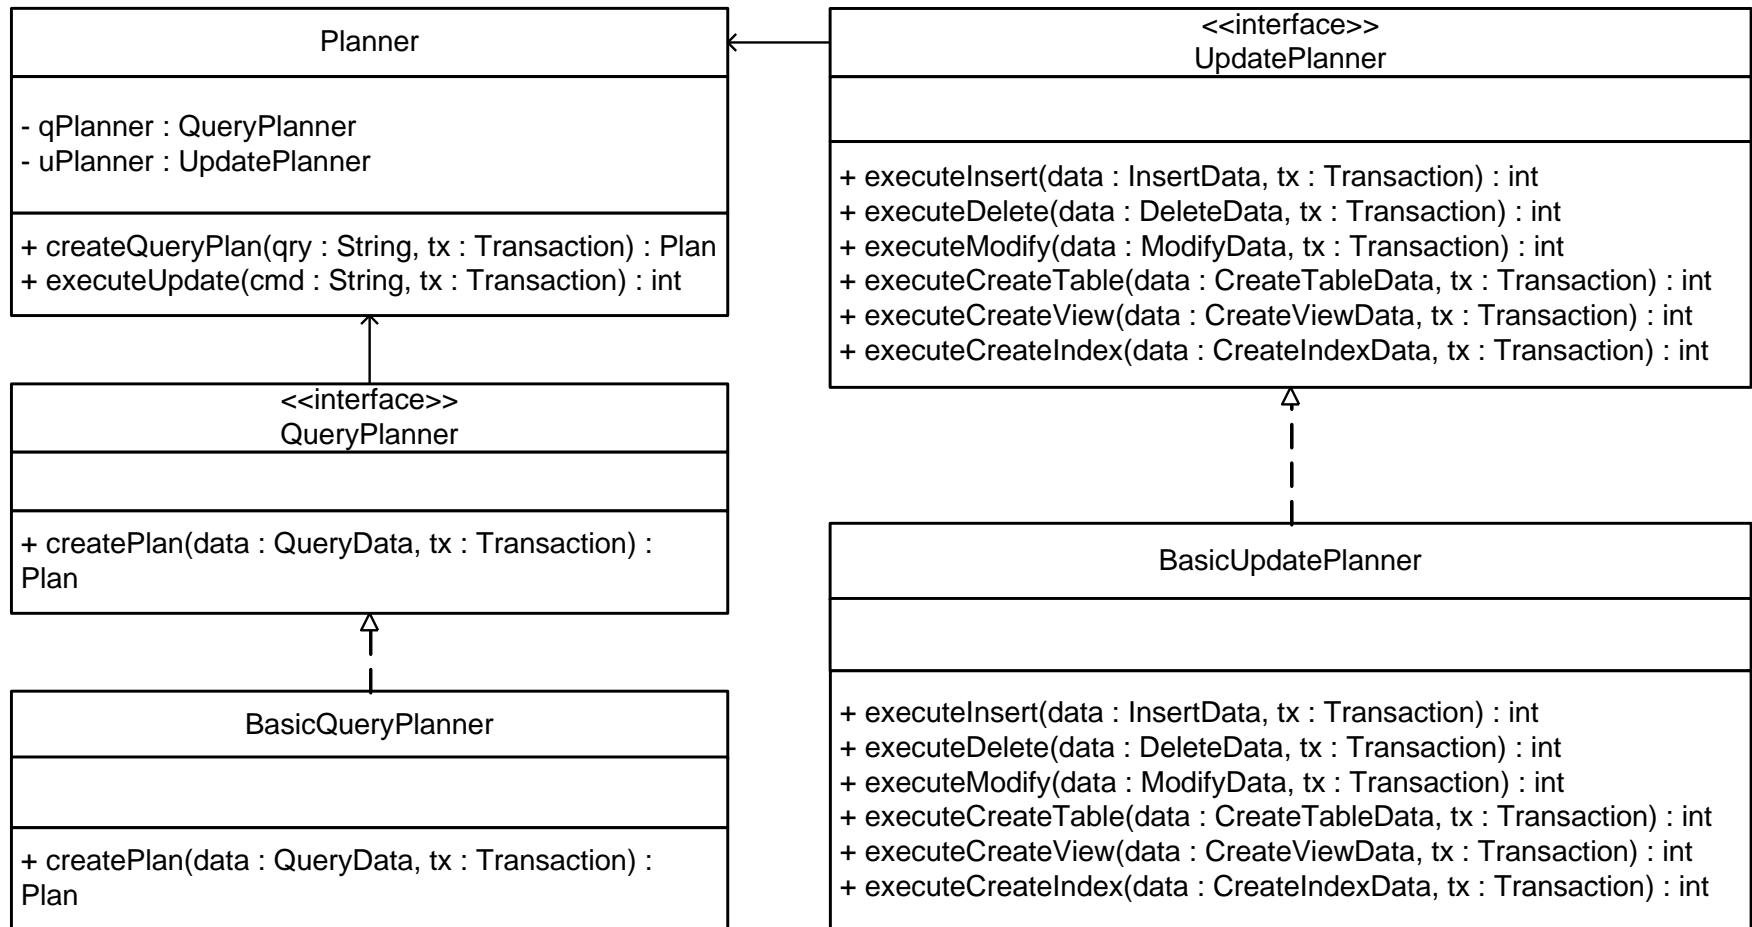 Planner
- qPlanner : QueryPlanner
- uPlanner : UpdatePlanner
+ createQueryPlan(qry : String, tx : Transaction) : Plan
+ executeUpdate(cmd : String, tx : Transaction) : int
<<interface>>
QueryPlanner
+ createPlan(data : QueryData, tx : Transaction) :
Plan
BasicQueryPlanner
+ createPlan(data : QueryData, tx : Transaction) :
Plan
<<interface>>
UpdatePlanner
+ executeInsert(data : InsertData, tx : Transaction) : int
+ executeDelete(data : DeleteData, tx : Transaction) : int
+ executeModify(data : ModifyData, tx : Transaction) : int
+ executeCreateTable(data : CreateTableData, tx : Transaction) : int
+ executeCreateView(data : CreateViewData, tx : Transaction) : int
+ executeCreateIndex(data : CreateIndexData, tx : Transaction) : int
BasicUpdatePlanner
+ executeInsert(data : InsertData, tx : Transaction) : int
+ executeDelete(data : DeleteData, tx : Transaction) : int
+ executeModify(data : ModifyData, tx : Transaction) : int
+ executeCreateTable(data : CreateTableData, tx : Transaction) : int
+ executeCreateView(data : CreateViewData, tx : Transaction) : int
+ executeCreateIndex(data : CreateIndexData, tx : Transaction) : int